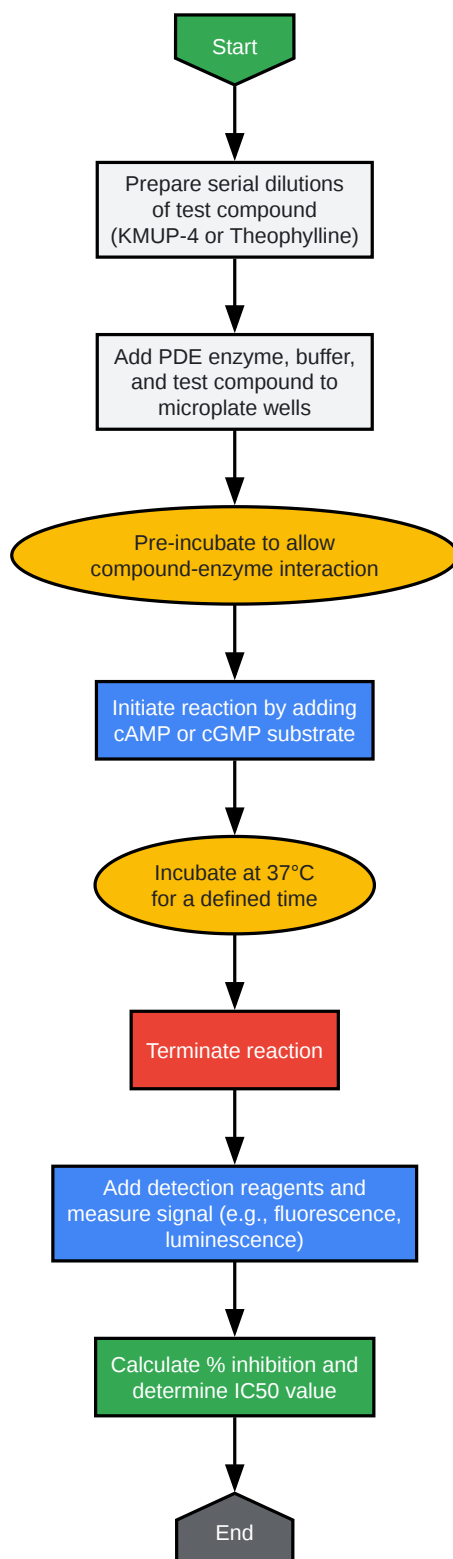 Start
Prepare serial dilutions
of test compound
(KMUP-4 or Theophylline)
Add PDE enzyme, buffer,
and test compound to
microplate wells
Pre-incubate to allow
compound-enzyme interaction
Initiate reaction by adding
cAMP or cGMP substrate
Incubate at 37°C
for a defined time
Terminate reaction
Add detection reagents and
measure signal (e.g., fluorescence,
luminescence)
Calculate % inhibition and
determine IC50 value
End